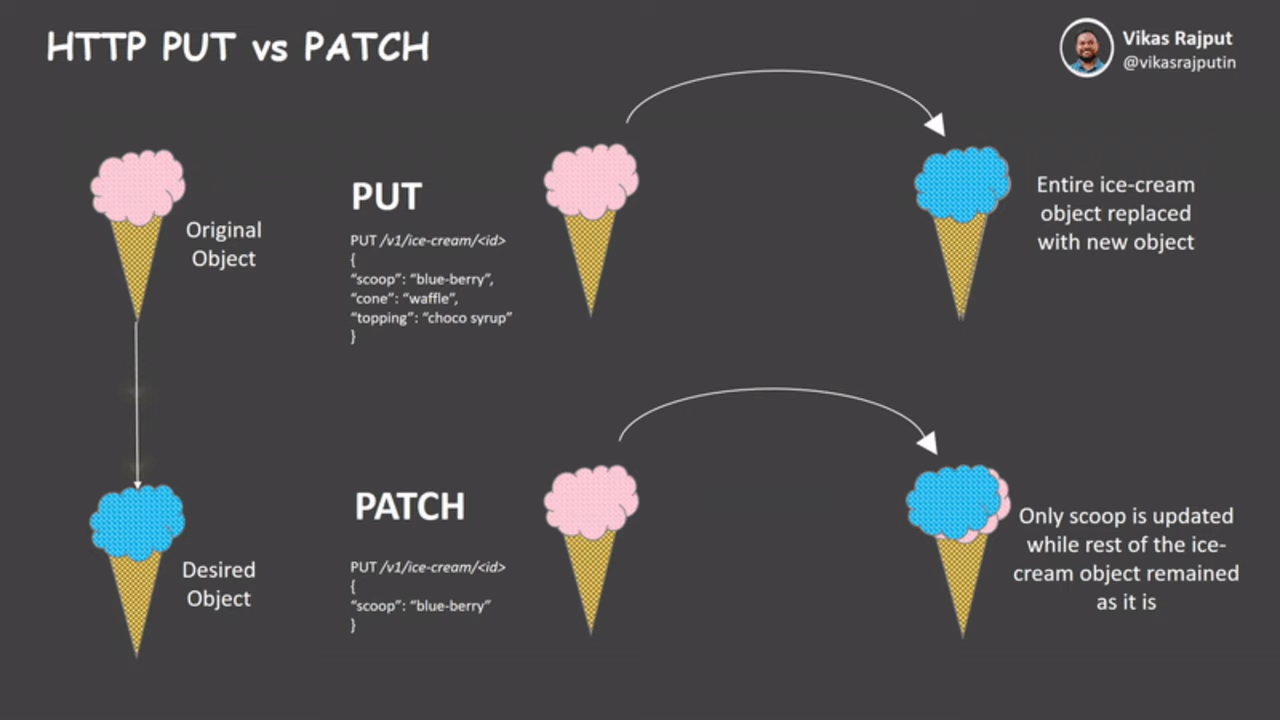 HTTP PUT vs PATCH
Vikas Rajput
@vikasrajputin
Original
Object
PUT
PUT /v1/ice-cream/<id>
{
“scoop”: “blue-berry”,
“cone”: “waffle”,
“topping”: “choco syrup”
}
Entire ice-cream
object replaced
with new object
Desired
Object
PATCH
PUT /v1/ice-cream/<id>
{
“scoop”: “blue-berry”
}
Only scoop is updated
while rest of the ice-
cream object remained
as it is